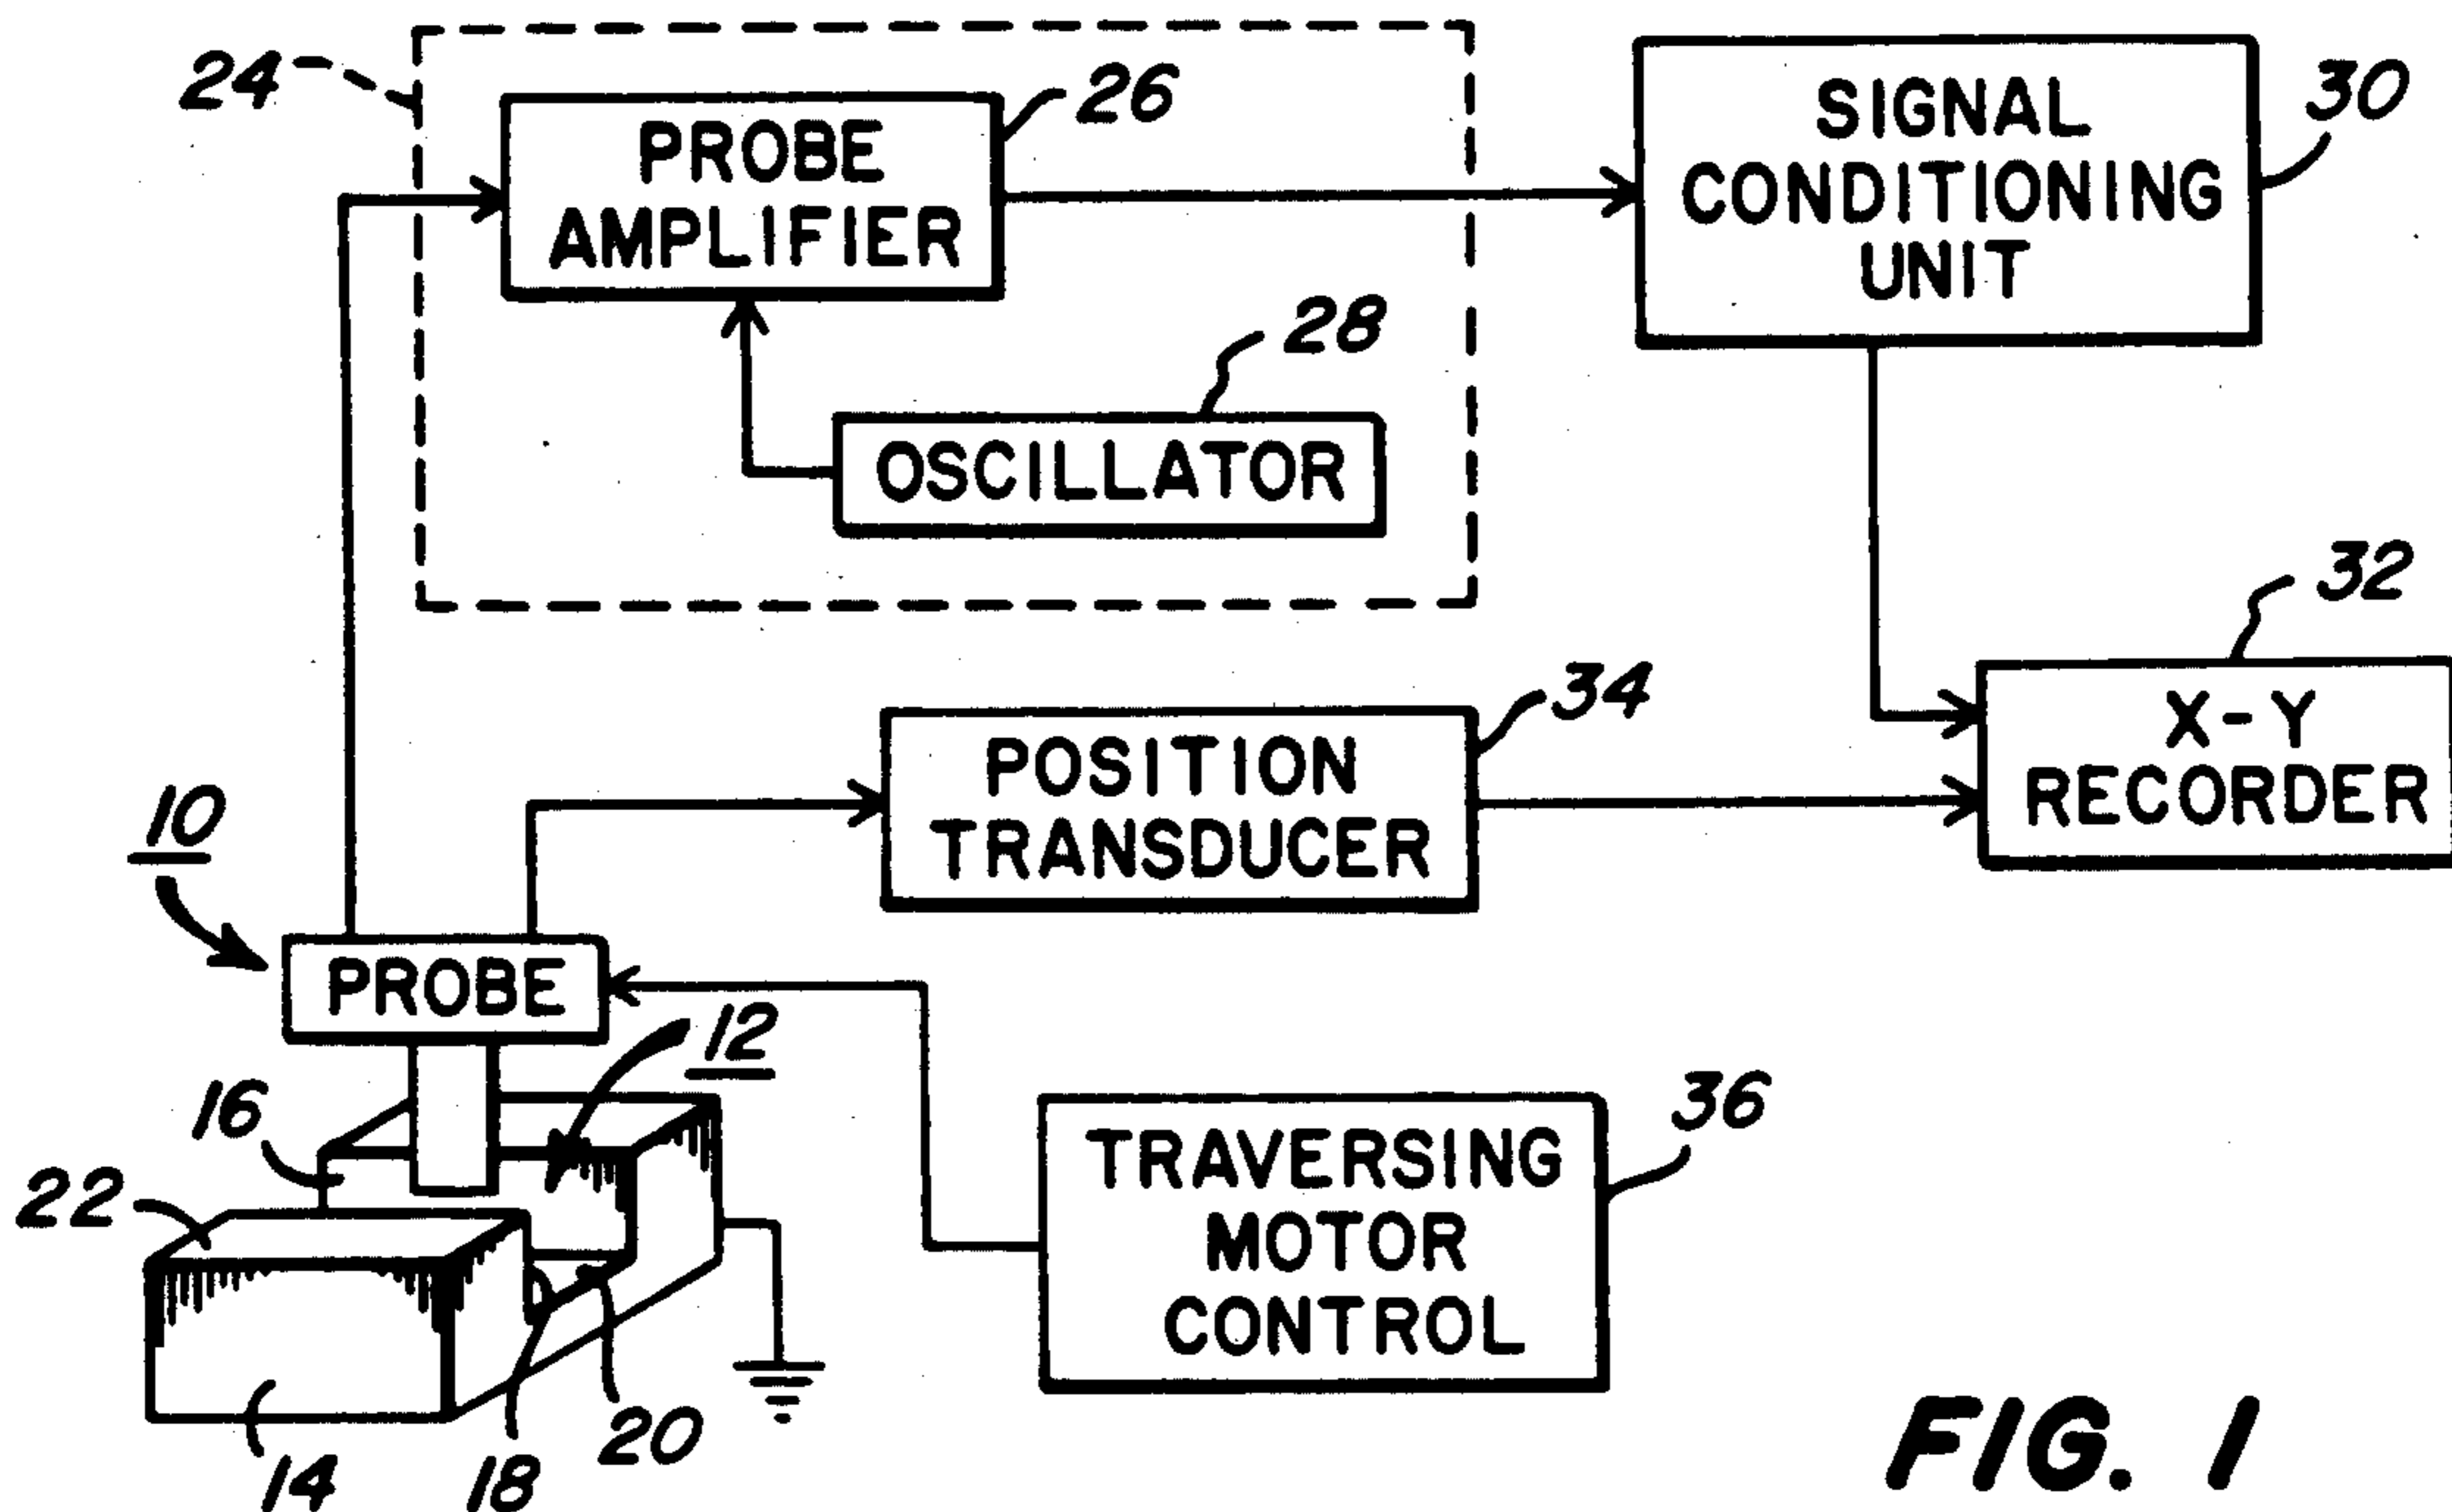 24
26
PROBE
AMPLIFIER
28
OSCILLATOR
SIGNAL
CONDITIONING
UNIT
30
32
X-Y
RECORDER
34
POSITION
TRANSDUCER
10
PROBE
12
16
22
14
18
20
36
TRAVERSING
MOTOR
CONTROL
FIG. 1